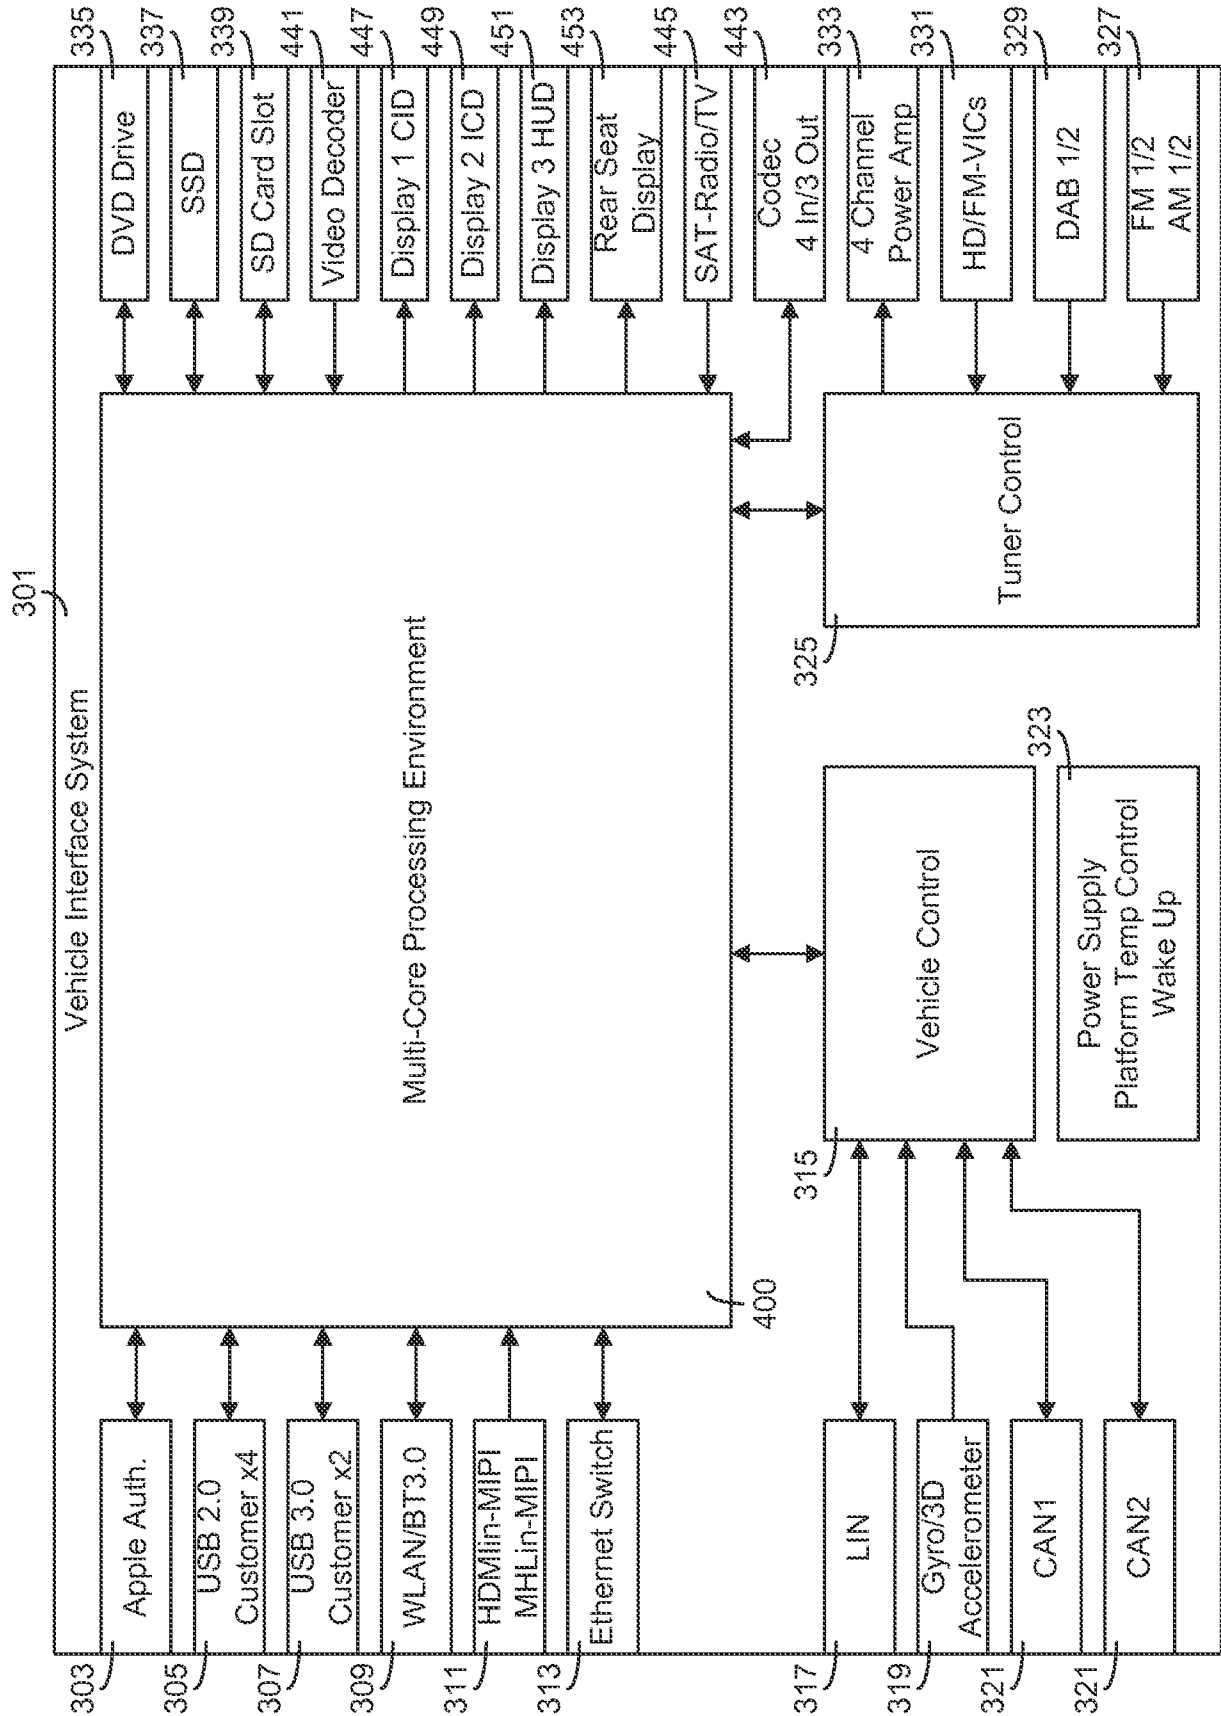 301
Vehicle Interface System
303
Apple Auth.
305
USB 2.0
Customer x4
307
USB 3.0
Customer x2
309
WLAN/BT3.0
311
HDMIin-MIPI
MHLin-MIPI
313
Ethernet Switch
Multi-Core Processing Environment
400
335
DVD Drive
337
SSD
339
SD Card Slot
441
Video Decoder
447
Display 1 CID
449
Display 2 ICD
451
Display 3 HUD
453
Rear Seat
Display
445
SAT-Radio/TV
443
Codec
4 In/3 Out
333
4 Channel
Power Amp
331
HD/FM-VICs
329
DAB 1/2
327
FM 1/2
AM 1/2
317
LIN
319
Gyro/3D
Accelerometer
321
CAN1
321
CAN2
315
Vehicle Control
323
Power Supply
Platform Temp Control
Wake Up
325
Tuner Control